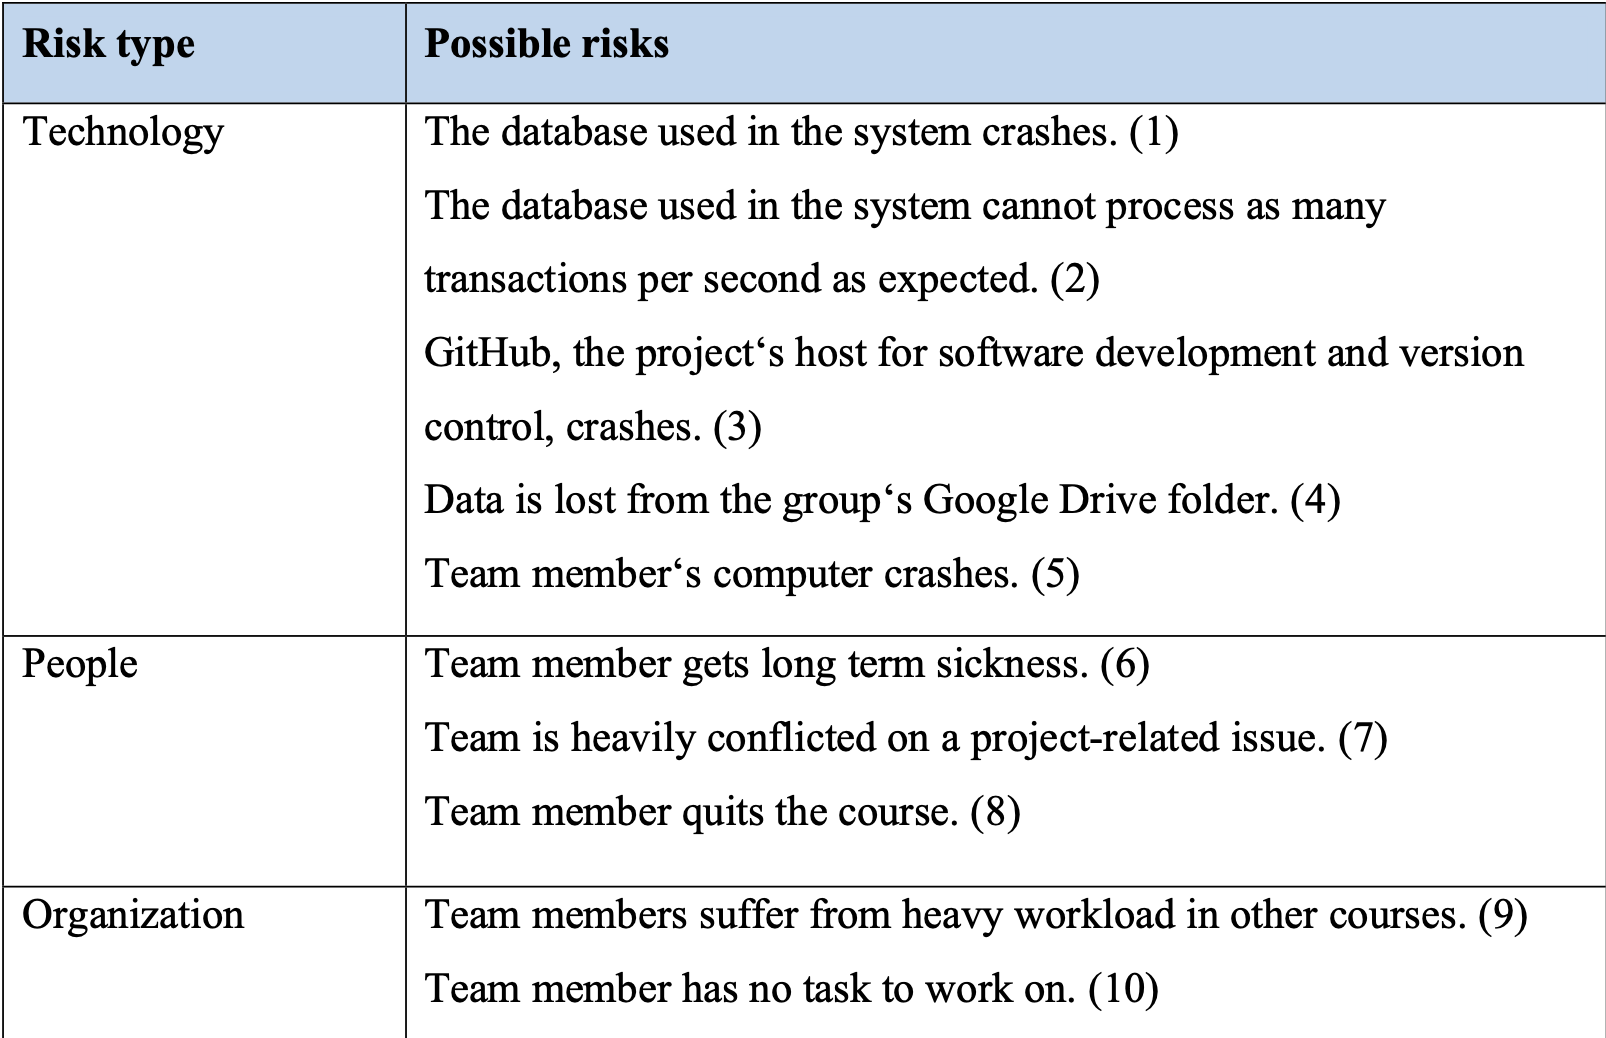 Risk type
Possible risks
Technology
The database used in the system crashes. (1)
The database used in the system cannot process as many
transactions per second as expected. (2)
GitHub, the project‘s host for software development and version
control, crashes. (3)
Data is lost from the group‘s Google Drive folder. (4)
Team member‘s computer crashes. (5)
People
Team member gets long term sickness. (6)
Team is heavily conflicted on a project-related issue. (7)
Team member quits the course. (8)
Organization
Team members suffer from heavy workload in other courses. (9)
Team member has no task to work on. (10)